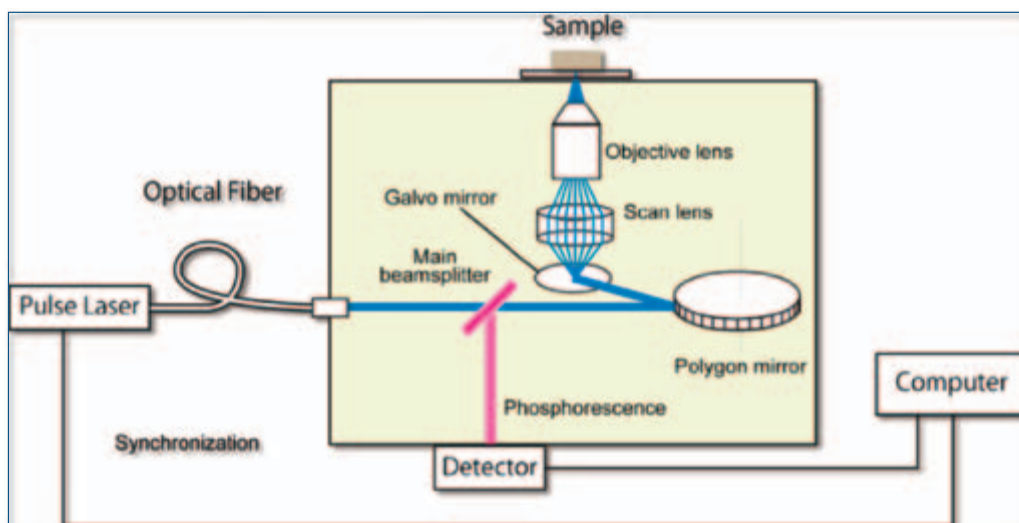 Sample
Objective lens
Optical Fiber
Galvo mirror
Scan lens
Main
beamsplitter
Pulse Laser
Polygon mirror
Computer
Phosphorescence
Synchronization
Detector